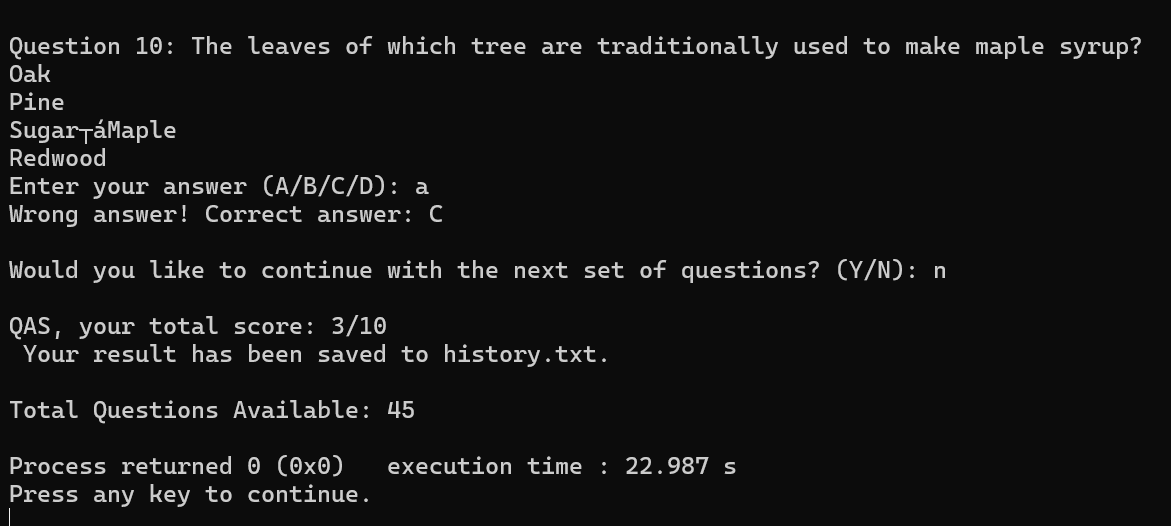 Question 10: The leaves of which tree are traditionally used to make maple syrup?
Oak
Pine
Sugar┬áMaple
Redwood
Enter your answer (A/B/C/D): a
Wrong answer! Correct answer: C
Would you like to continue with the next set of questions? (Y/N): n
QAS, your total score: 3/10
 Your result has been saved to history.txt.
Total Questions Available: 45
Process returned 0 (0x0)   execution time : 22.987 s
Press any key to continue.